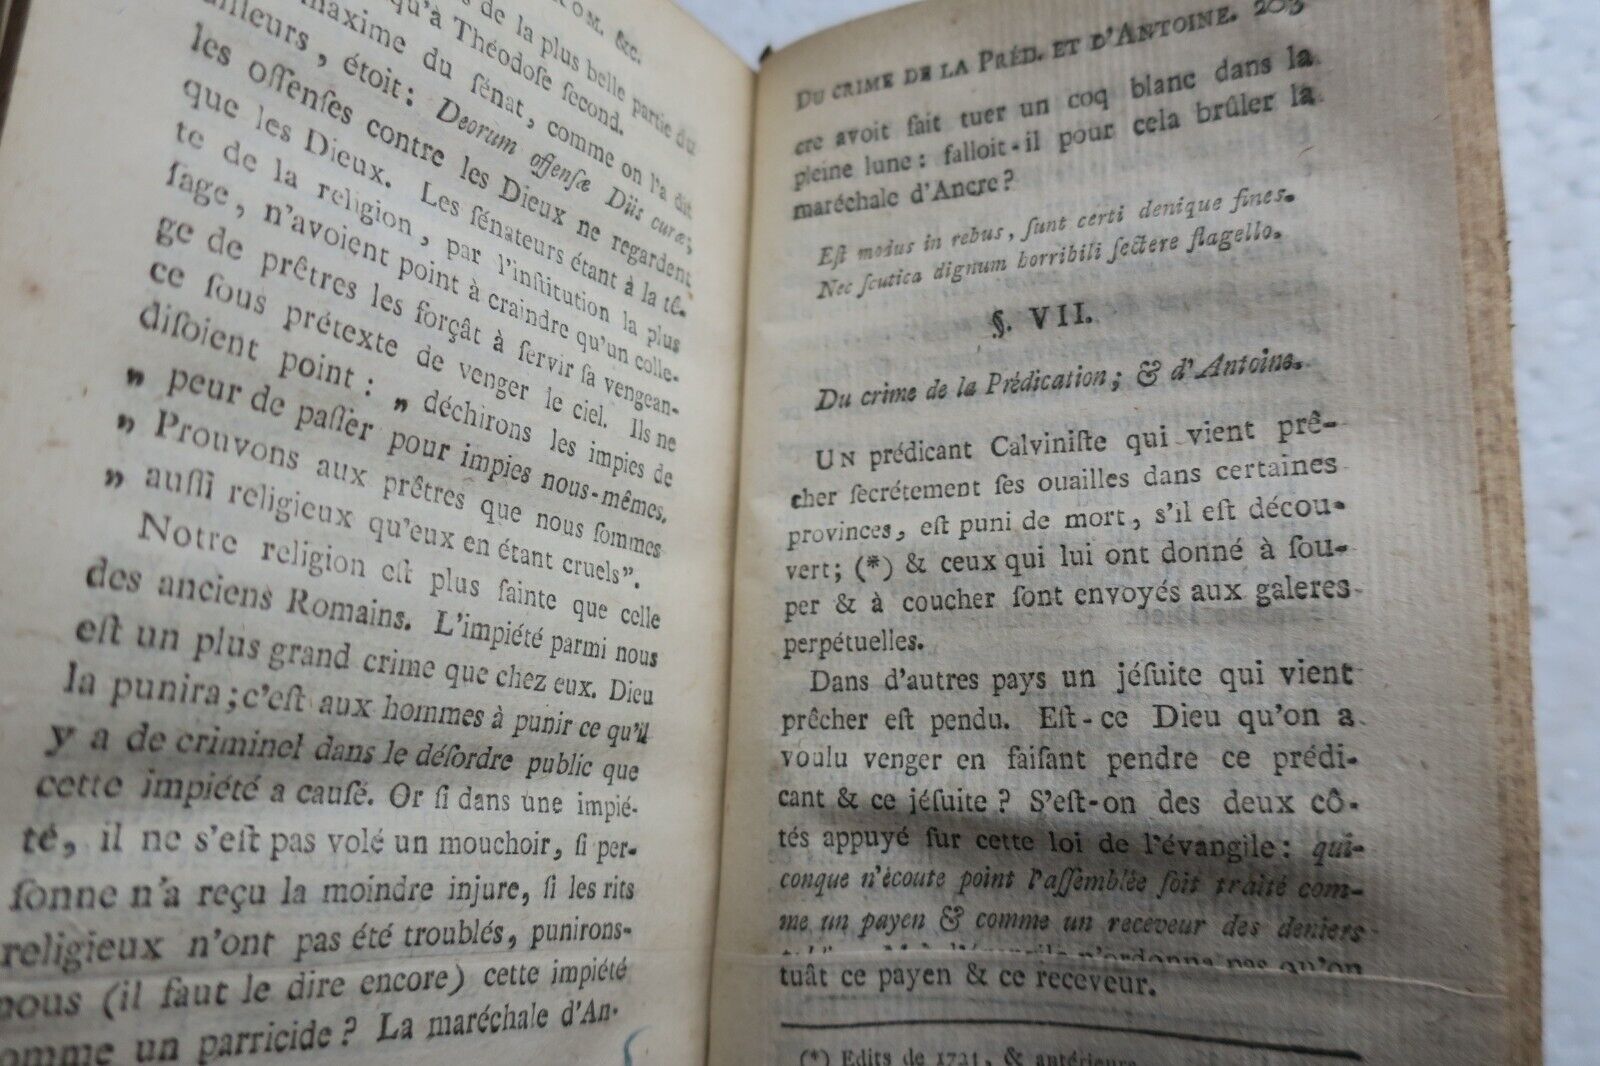 ROM. &c.
de la plus belle partie du
qu'à Théodoſe ſecond.
maxime du ſénat, comme on l'a dit
ailleurs, étoit: Deorum offenſæ Diis curæ;
les offenſes contre les Dieux ne regardent
que les Dieux. Les ſénateurs étant à la tê-
te de la religion, par l'inſtitution la plus
ſage, n'avoient point à craindre qu'un colle-
ge de prêtres les forçât à ſervir ſa vengean-
ce ſous prétexte de venger le ciel. Ils ne
diſoient point: „ déchirons les impies de
„ peur de paſſer pour impies nous-mêmes.
„ Prouvons aux prêtres que nous ſommes
„ auſſi religieux qu'eux en étant cruels”.
Notre religion eſt plus ſainte que celle
des anciens Romains. L'impiété parmi nous
eſt un plus grand crime que chez eux. Dieu
la punira; c'eſt aux hommes à punir ce qu'il
y a de criminel dans le déſordre public que
cette impiété a cauſé. Or ſi dans une impié-
té, il ne s'eſt pas volé un mouchoir, ſi per-
ſonne n'a reçu la moindre injure, ſi les rits
religieux n'ont pas été troublés, punirons-
nous (il faut le dire encore) cette impiété
comme un parricide? La maréchale d'An-
DU CRIME DE LA PRÉD. ET D'ANTOINE. 203
cre avoit fait tuer un coq blanc dans la
pleine lune: falloit-il pour cela brûler la
maréchale d'Ancre?
Eſt modus in rebus, ſunt certi denique fines.
Nec ſcutica dignum horribili ſectere flagello.
§. VII.
Du crime de la Prédication; & d'Antoine.
UN prédicant Calviniſte qui vient prê-
cher ſecrétement ſes ouailles dans certaines
provinces, eſt puni de mort, s'il eſt décou-
vert; (*) & ceux qui lui ont donné à ſou-
per & à coucher ſont envoyés aux galeres
perpétuelles.
Dans d'autres pays un jéſuite qui vient
prêcher eſt pendu. Eſt-ce Dieu qu'on a
voulu venger en faiſant pendre ce prédi-
cant & ce jéſuite? S'eſt-on des deux cô-
tés appuyé ſur cette loi de l'évangile: qui-
conque n'écoute point l'aſſemblée ſoit traité com-
me un payen & comme un receveur des deniers
n'ordonna pas qu'on
tuât ce payen & ce receveur.
(*) Edits de 1724, & antérieurs